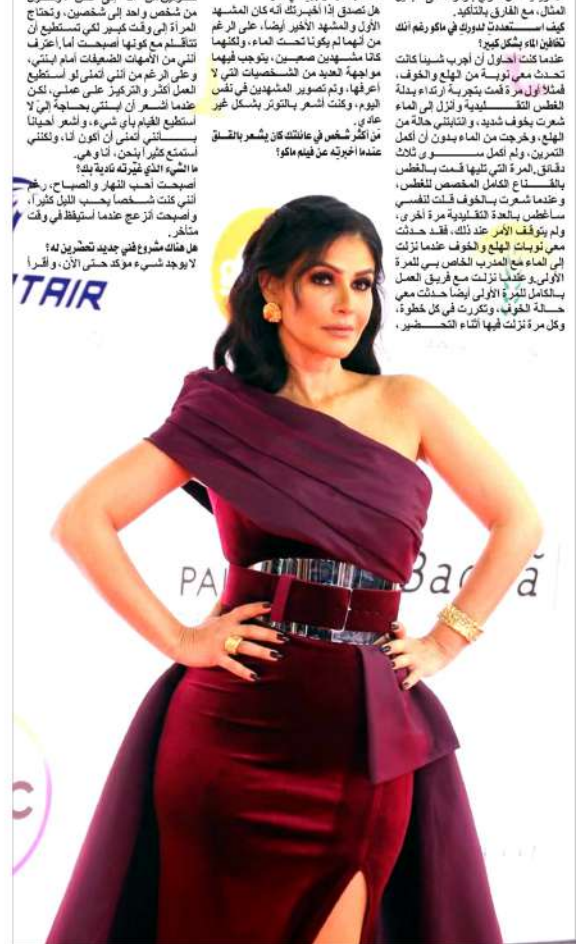 المثال، مع الفارق بالتأكيد.
كيف استعددت لدورك في ماكو رغم أنك
تخافين الماء بشكل كبير؟
عندما كنت أحاول أن أجرب شيئاً كانت
تحدث معي نوبة من الهلع والخوف،
فمثلاً أول مرة قمت بتجربة ارتداء بدلة
الغطس التقليدية وأنزل إلى الماء
شعرت بخوف شديد، وانتابتني حالة من
الهلع، وخرجت من الماء بدون أن أكمل
التمرين، ولم أكمل سوى ثلاث
دقائق، المرة التي تليها قمت بالغطس
بالقناع الكامل المخصص للغطس،
وعندما شعرت بالخوف قلت لنفسي
سأغطس بالعدة التقليدية مرة أخرى،
ولم يتوقف الأمر عند ذلك، فقد حدثت
معي نوبات الهلع والخوف عندما نزلت
إلى الماء مع المدرب الخاص بي للمرة
الأولى، وعندما نزلت مع فريق العمل
بالكامل للمرة الأولى أيضاً حدثت معي
حالة الخوف، وتكررت في كل خطوة،
وكل مرة نزلت فيها أثناء التحضير،
هل تصدق إذا أخبرتك أنه كان المشهد
الأول والمشهد الأخير أيضاً، على الرغم
من أنهما لم يكونا تحت الماء، ولكنهما
كانا مشهدين صعبين، يتوجب فيهما
مواجهة العديد من الشخصيات التي لا
أعرفها، وتم تصوير المشهدين في نفس
اليوم، وكنت أشعر بالتوتر بشكل غير
عادي.
من أكثر شخص في عائلتك كان يشعر بالقلق
عندما أخبرته عن فيلم ماكو؟
من شخص واحد إلى شخصين، وتحتاج
المرأة إلى وقت كبير لكي تستطيع أن
تتأقلم مع كونها أصبحت أما، أعترف
أنني من الأمهات الضعيفات أمام ابنتي،
وعلى الرغم من أنني أتمنى لو أستطيع
العمل أكثر والتركيز على عملي، لكن
عندما أشعر أن ابنتي بحاجة إلي لا
أستطيع القيام بأي شيء، وأشعر أحياناً
بأنني أتمنى أن أكون أنا، ولكنني
أستمتع كثيراً بنحن، أنا وهي.
ما الشيء الذي غيرته نادية بك؟
أصبحت أحب النهار والصباح، رغم
أنني كنت شخصاً يحب الليل كثيراً،
وأصبحت أنزعج عندما أستيقظ في وقت
متأخر.
هل هناك مشروع فني جديد تحضرين له؟
لا يوجد شيء مؤكد حتى الآن، وأقرأ
TAIR
PA
Bac
ă
C